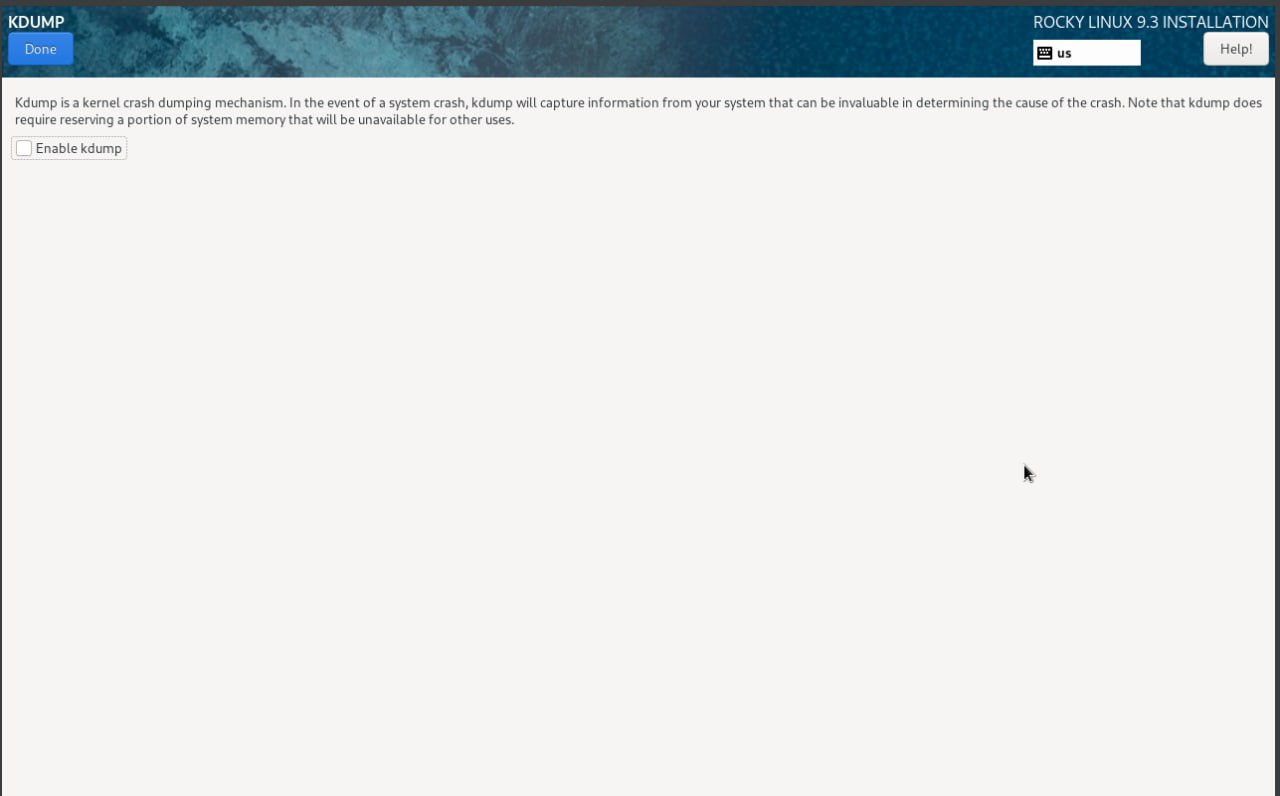 KDUMP
ROCKY LINUX 9.3 INSTALLATION
Done
us
Help!
Kdump is a kernel crash dumping mechanism. In the event of a system crash, kdump will capture information from your system that can be invaluable in determining the cause of the crash. Note that kdump does
require reserving a portion of system memory that will be unavailable for other uses.
Enable kdump